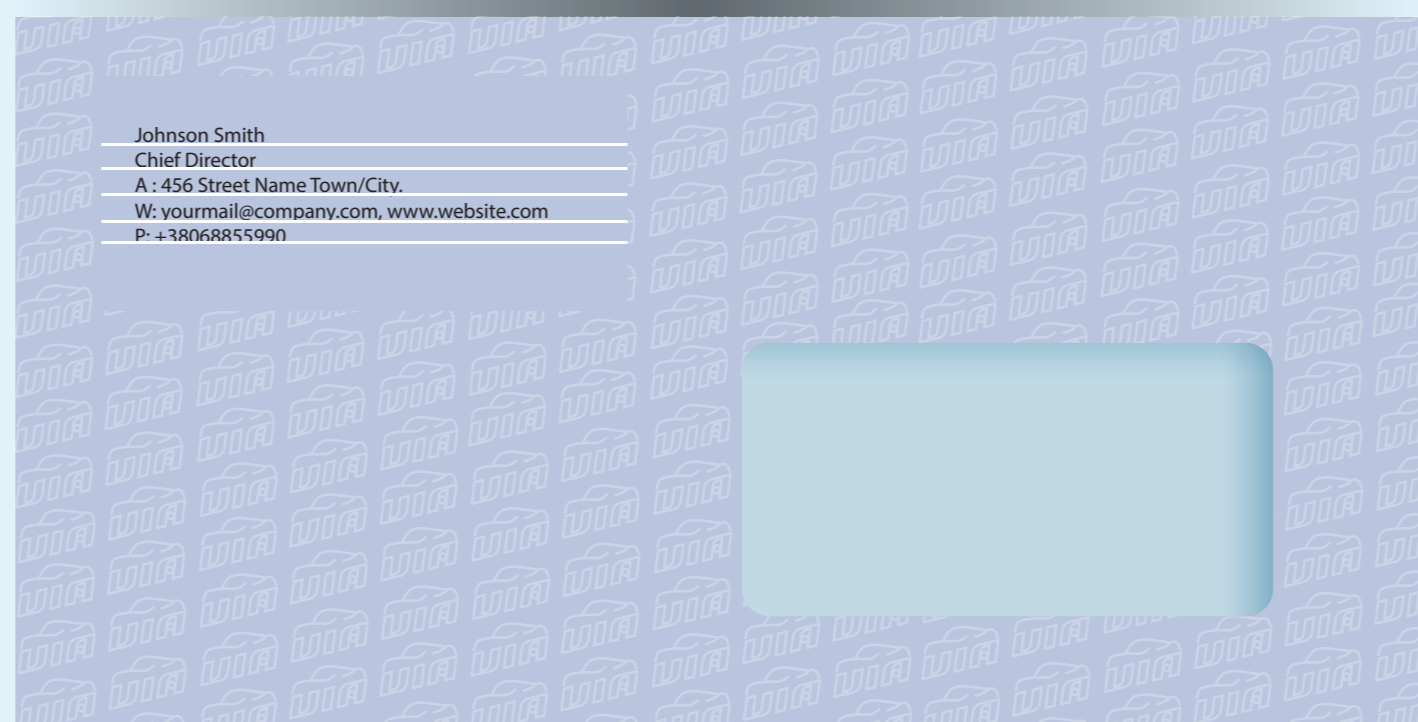 Johnson Smith
Chief Director
A : 456 Street Name Town/City.
W: yourmail@company.com, www.website.com
P: +38068855990